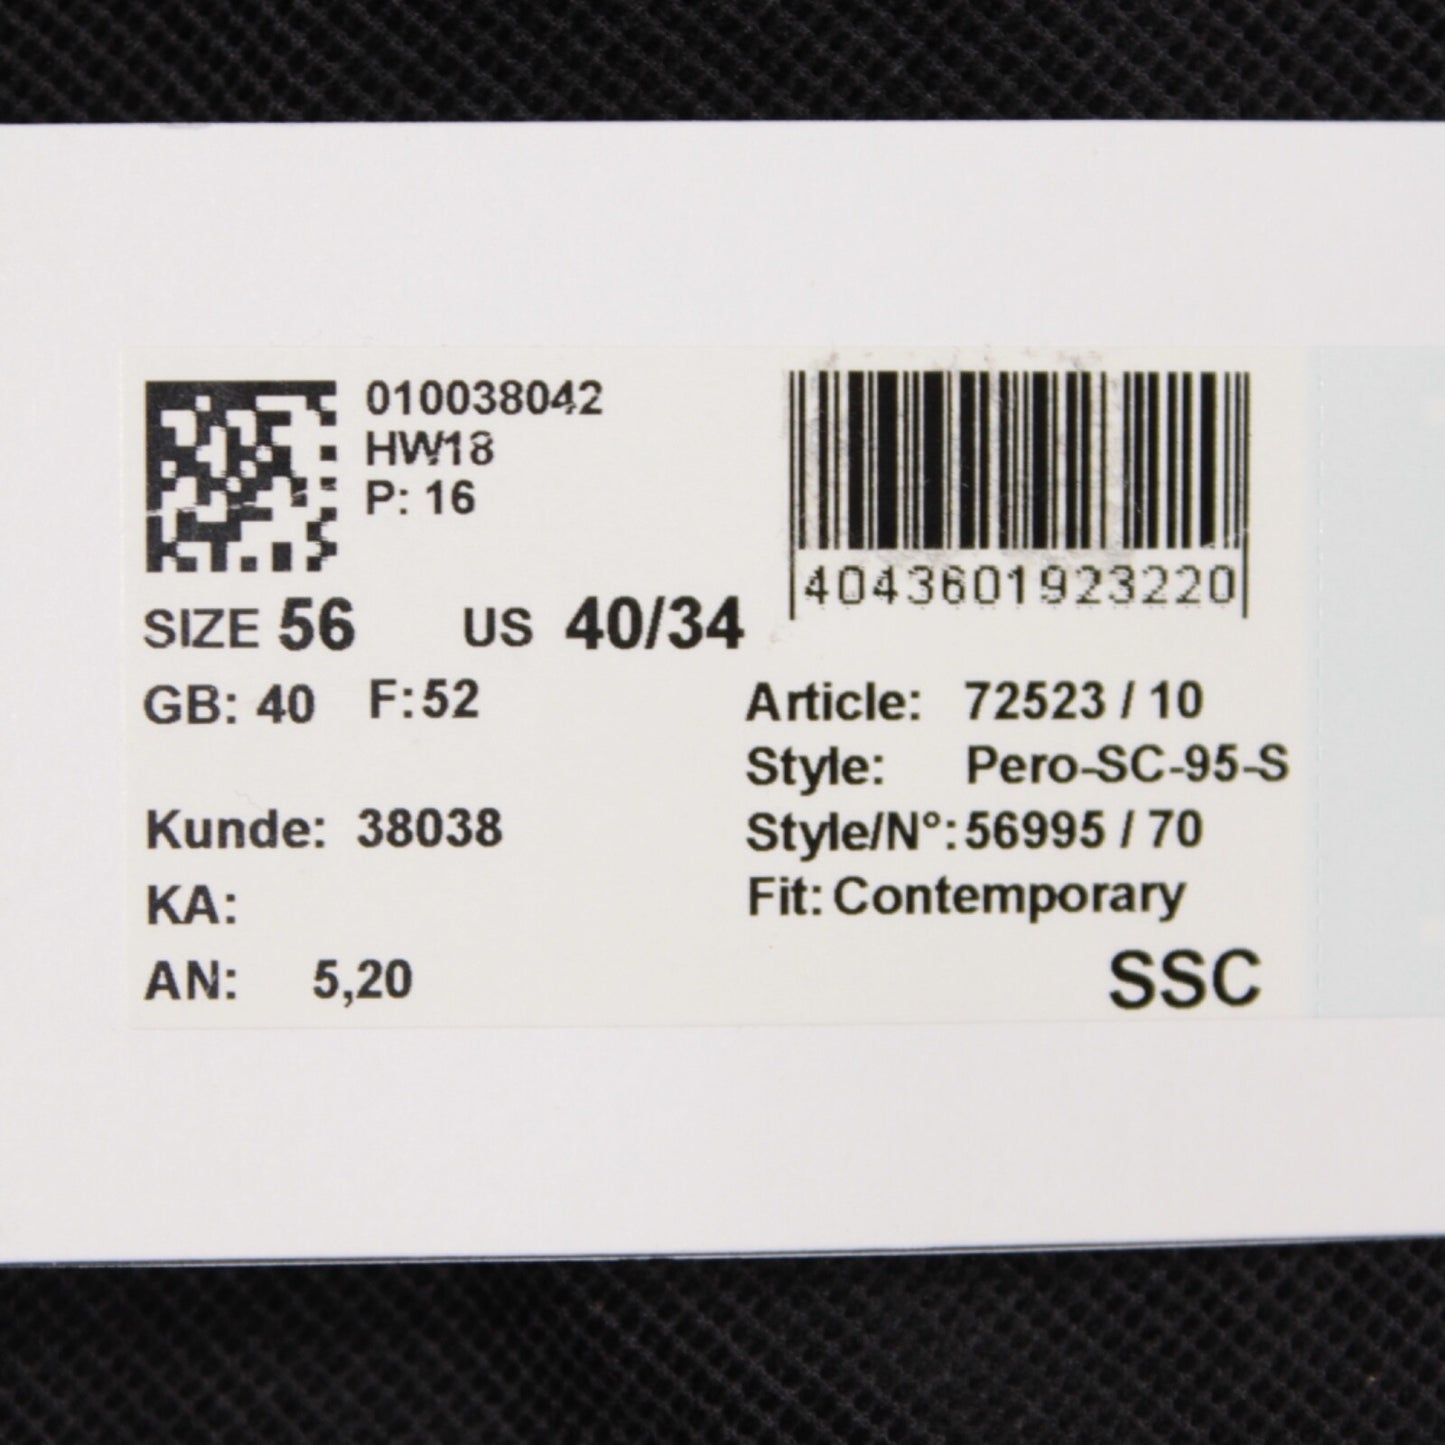 010038042
HW18
P: 16
4043601923220
SIZE 56 US 40/34
GB: 40 F:52
Article: 72523 / 10
Style: Pero-SC-95-S
Kunde: 38038
Style/N°:56995 / 70
KA:
Fit: Contemporary
AN: 5,20
SSC